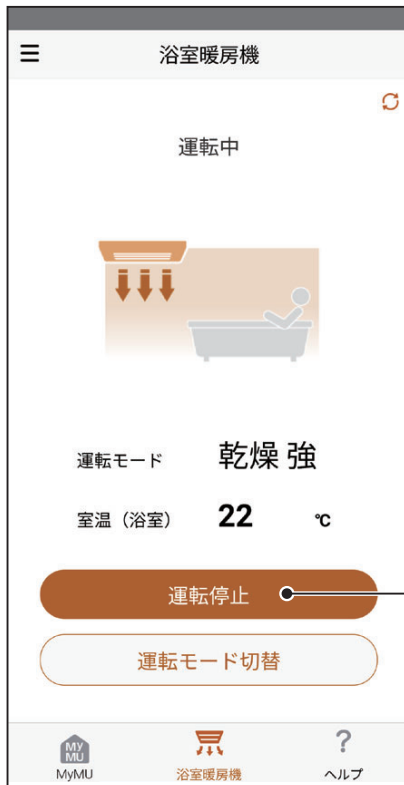 浴室暖房機
運転中
運転モード 乾燥 強
室温（浴室） 22 ℃
運転停止
運転モード切替
MY
MU
MyMU 浴室暖房機 ?
ヘルプ